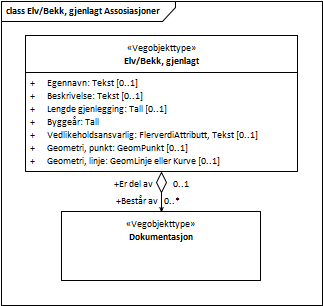 class Elv/Bekk, gjenlagt Assosiasjoner
«Vegobjekttype»
Elv/Bekk, gjenlagt
+ Egennavn: Tekst [0..1]
+ Beskrivelse: Tekst [0..1]
+ Lengde gjenlegging: Tall [0..1]
+ Byggeår: Tall
+ Vedlikeholdsansvarlig: FlerverdiAttributt, Tekst [0..1]
+ Geometri, punkt: GeomPunkt [0..1]
+ Geometri, linje: GeomLinje eller Kurve [0..1]
+Er del av 0..1
+Består av 0..*
«Vegobjekttype»
Dokumentasjon